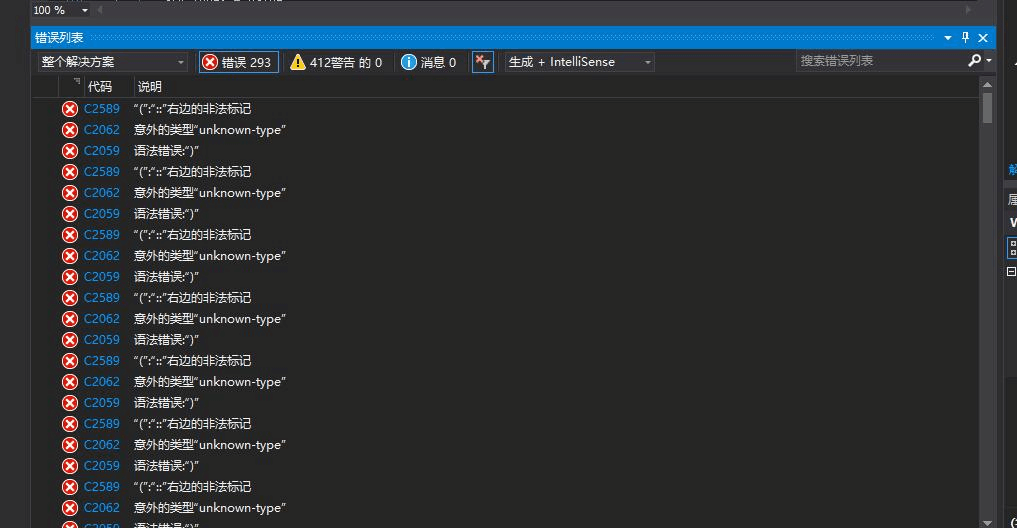 100 %
错误列表
整个解决方案 错误 293 412警告 的 0 消息 0 生成 + IntelliSense 搜索错误列表
代码 说明
C2589 “(”:“::”右边的非法标记
C2062 意外的类型“unknown-type”
C2059 语法错误:“)”
C2589 “(”:“::”右边的非法标记
C2062 意外的类型“unknown-type”
C2059 语法错误:“)”
C2589 “(”:“::”右边的非法标记
C2062 意外的类型“unknown-type”
C2059 语法错误:“)”
C2589 “(”:“::”右边的非法标记
C2062 意外的类型“unknown-type”
C2059 语法错误:“)”
C2589 “(”:“::”右边的非法标记
C2062 意外的类型“unknown-type”
C2059 语法错误:“)”
C2589 “(”:“::”右边的非法标记
C2062 意外的类型“unknown-type”
C2059 语法错误:“)”
C2589 “(”:“::”右边的非法标记
C2062 意外的类型“unknown-type”
C2059 语法错误:“)”